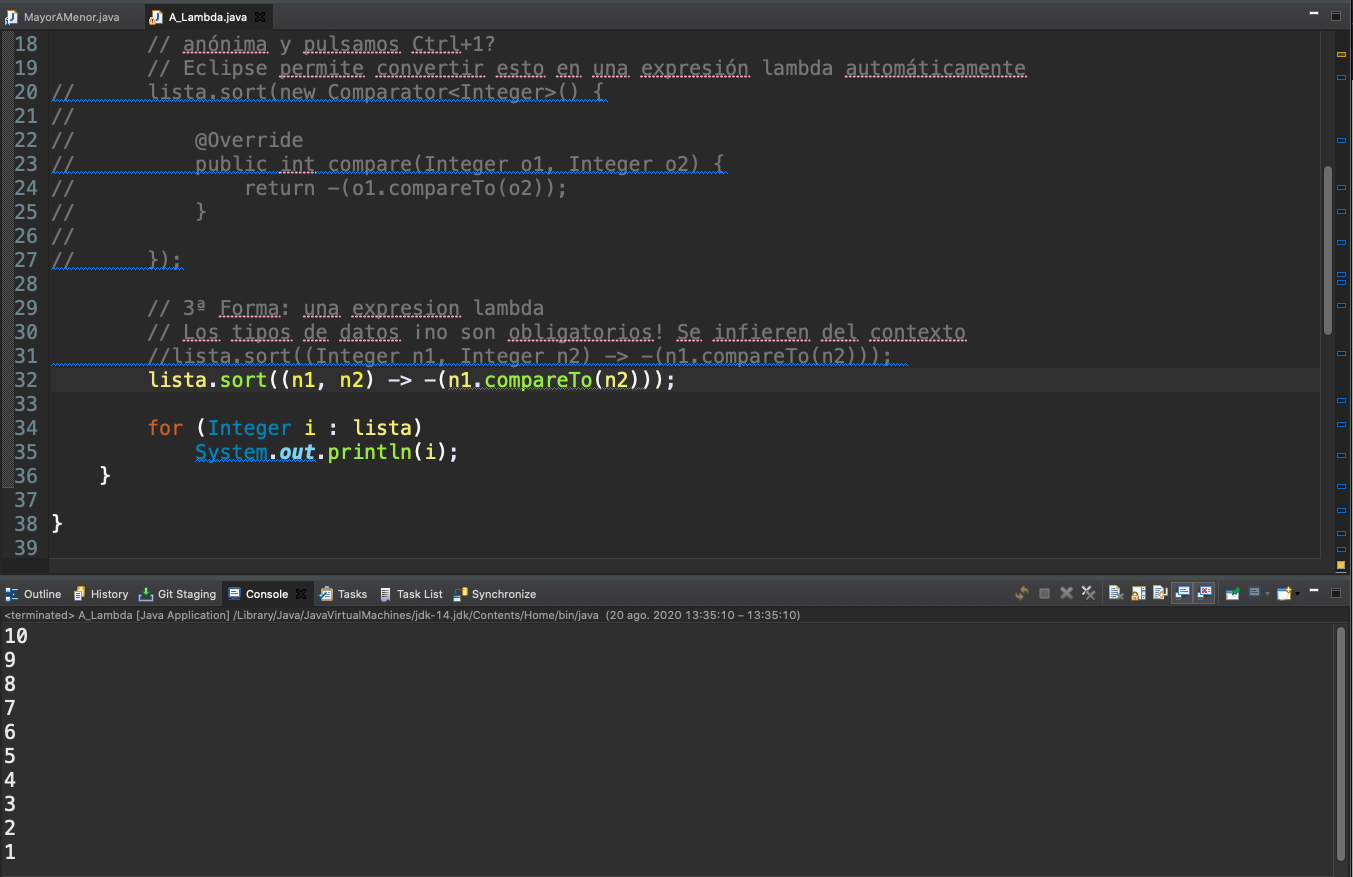 MayorAMenor.java A_Lambda.java
18 // anónima y pulsamos Ctrl+1?
19 // Eclipse permite convertir esto en una expresión lambda automáticamente
20 // lista.sort(new Comparator<Integer>() {
21 //
22 // @Override
23 // public int compare(Integer o1, Integer o2) {
24 // return -(o1.compareTo(o2));
25 // }
26 //
27 // });
28
29 // 3ª Forma: una expresion lambda
30 // Los tipos de datos ¡no son obligatorios! Se infieren del contexto
31 //lista.sort((Integer n1, Integer n2) -> -(n1.compareTo(n2)));
32 lista.sort((n1, n2) -> -(n1.compareTo(n2)));
33
34 for (Integer i : lista)
35 System.out.println(i);
36 }
37
38 }
39
Outline History Git Staging Console Tasks Task List Synchronize
<terminated> A_Lambda [Java Application] /Library/Java/JavaVirtualMachines/jdk-14.jdk/Contents/Home/bin/java (20 ago. 2020 13:35:10 – 13:35:10)
10
9
8
7
6
5
4
3
2
1